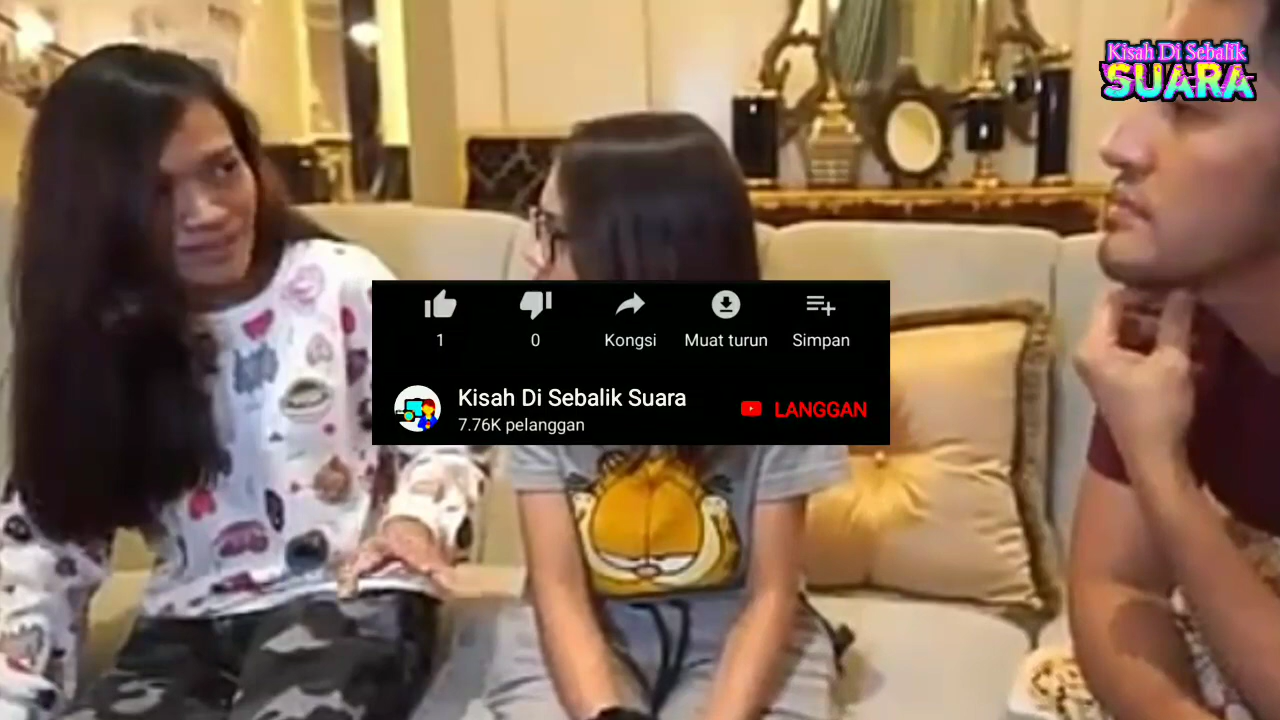 Kisah Di Sebalik
SUARA
1
0
Kongsi
Muat turun
Simpan
Kisah Di Sebalik Suara
7.76K pelanggan
LANGGAN